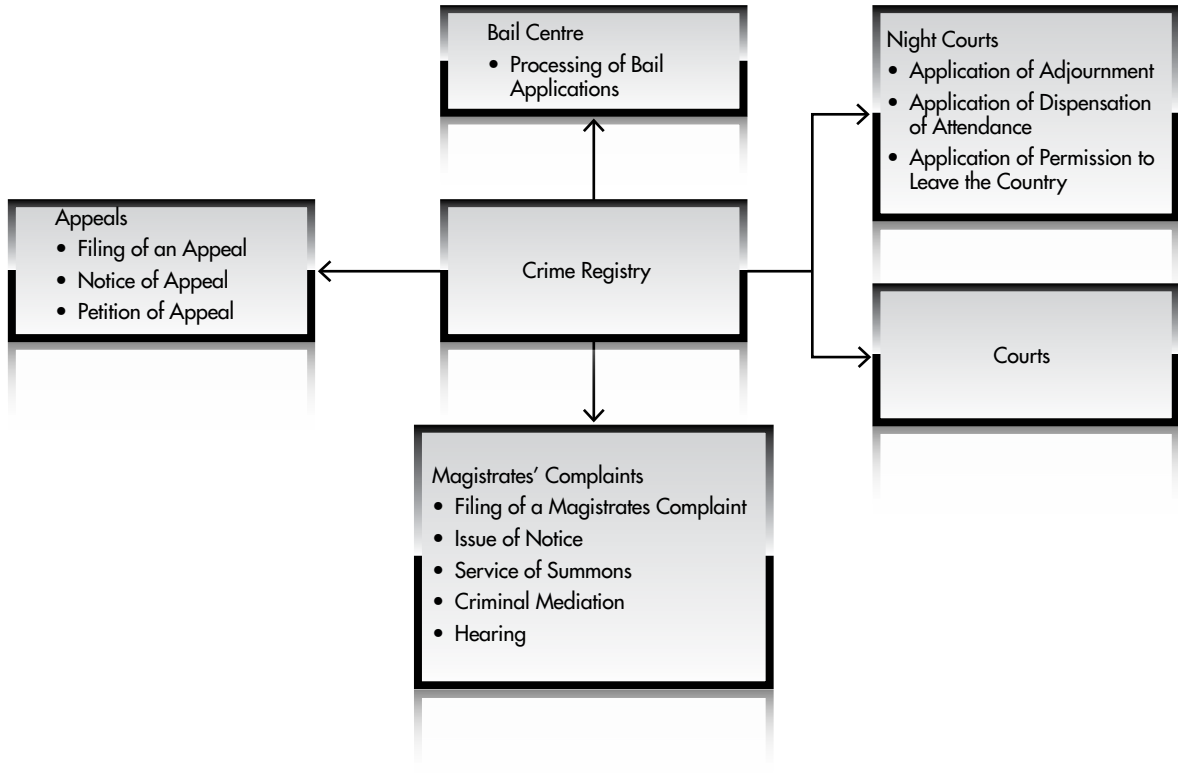 Bail Centre
• Processing of Bail
Applications
Night Courts
• Application of Adjournment
• Application of Dispensation
of Attendance
• Application of Permission to
Leave the Country
Appeals
• Filing of an Appeal
• Notice of Appeal
• Petition of Appeal
Crime Registry
Courts
Magistrates’ Complaints
• Filing of a Magistrates Complaint
• Issue of Notice
• Service of Summons
• Criminal Mediation
• Hearing